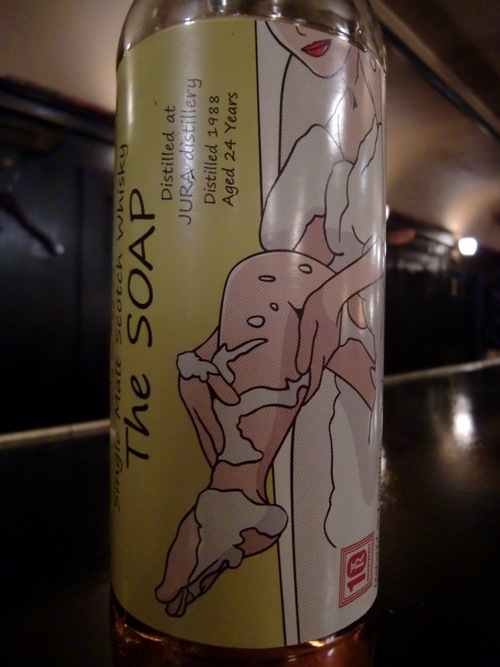 Single Malt Scotch Whisky
The SOAP
Distilled at
JURA distillery
Distilled 1988
Aged 24 Years